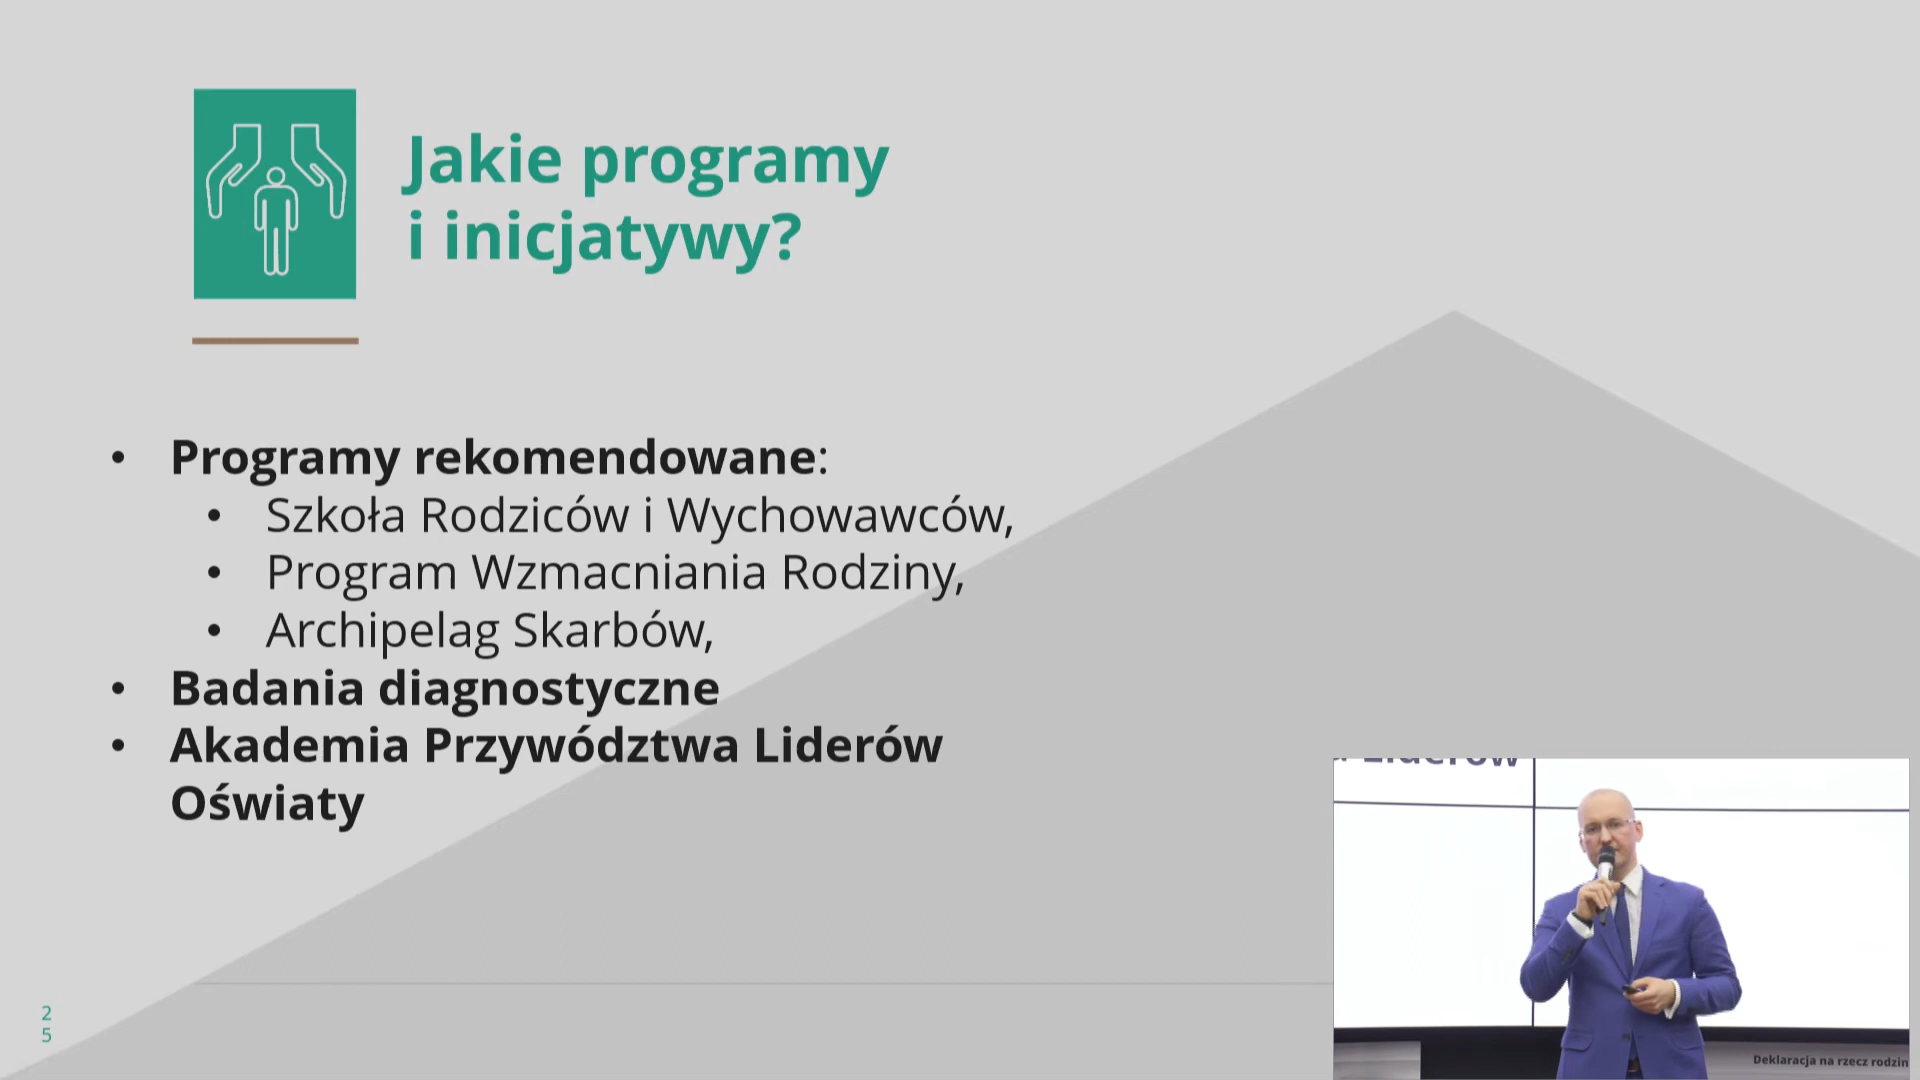 Jakie programy
i inicjatywy?
• Programy rekomendowane:
• Szkoła Rodziców i Wychowawców,
• Program Wzmacniania Rodziny,
• Archipelag Skarbów,
• Badania diagnostyczne
• Akademia Przywództwa Liderów
Oświaty
Liderów
2
5
Deklaracja na rzecz rodzin